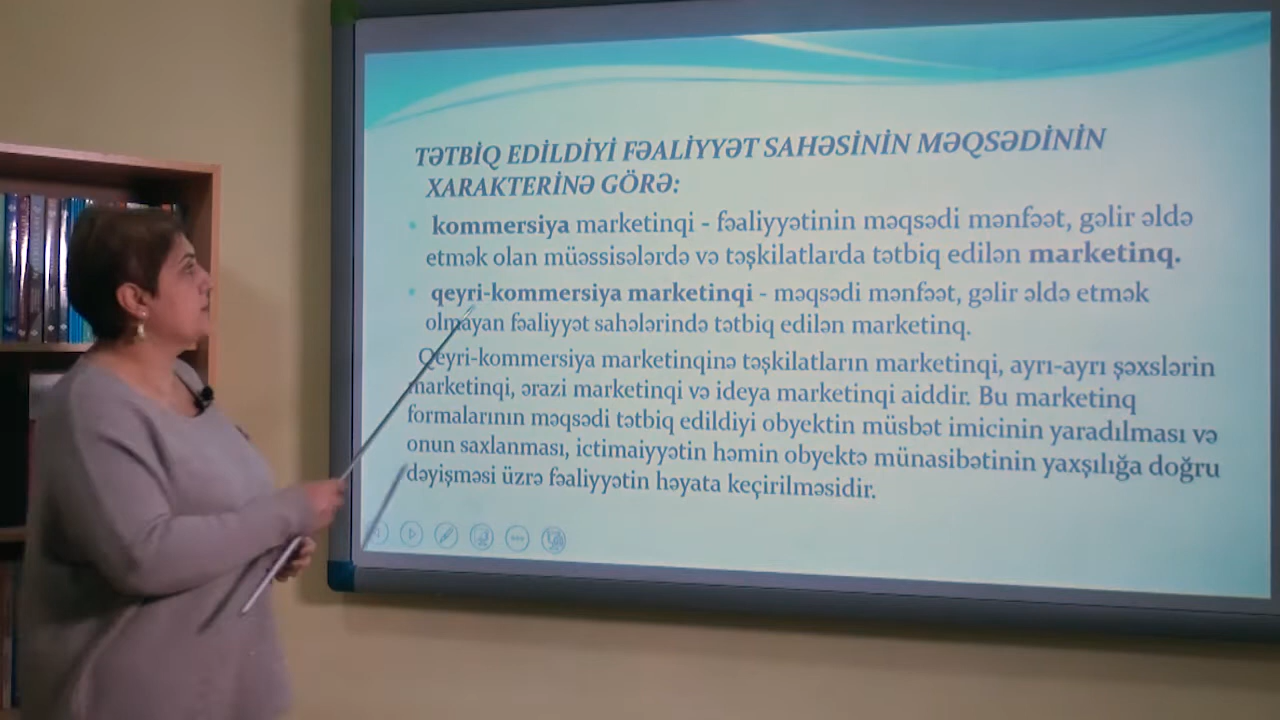 TƏTBİQ EDİLDİYİ FƏALİYYƏT SAHƏSİNİN MƏQSƏDİNİN
XARAKTERİNƏ GÖRƏ:
• kommersiya marketinqi - fəaliyyətinin məqsədi mənfəət, gəlir əldə
etmək olan müəssisələrdə və təşkilatlarda tətbiq edilən marketinq.
• qeyri-kommersiya marketinqi - məqsədi mənfəət, gəlir əldə etmək
olmayan fəaliyyət sahələrində tətbiq edilən marketinq.
Qeyri-kommersiya marketinqinə təşkilatların marketinqi, ayrı-ayrı şəxslərin
marketinqi, ərazi marketinqi və ideya marketinqi aiddir. Bu marketinq
formalarının məqsədi tətbiq edildiyi obyektin müsbət imicinin yaradılması və
onun saxlanması, ictimaiyyətin həmin obyektə münasibətinin yaxşılığa doğru
dəyişməsi üzrə fəaliyyətin həyata keçirilməsidir.